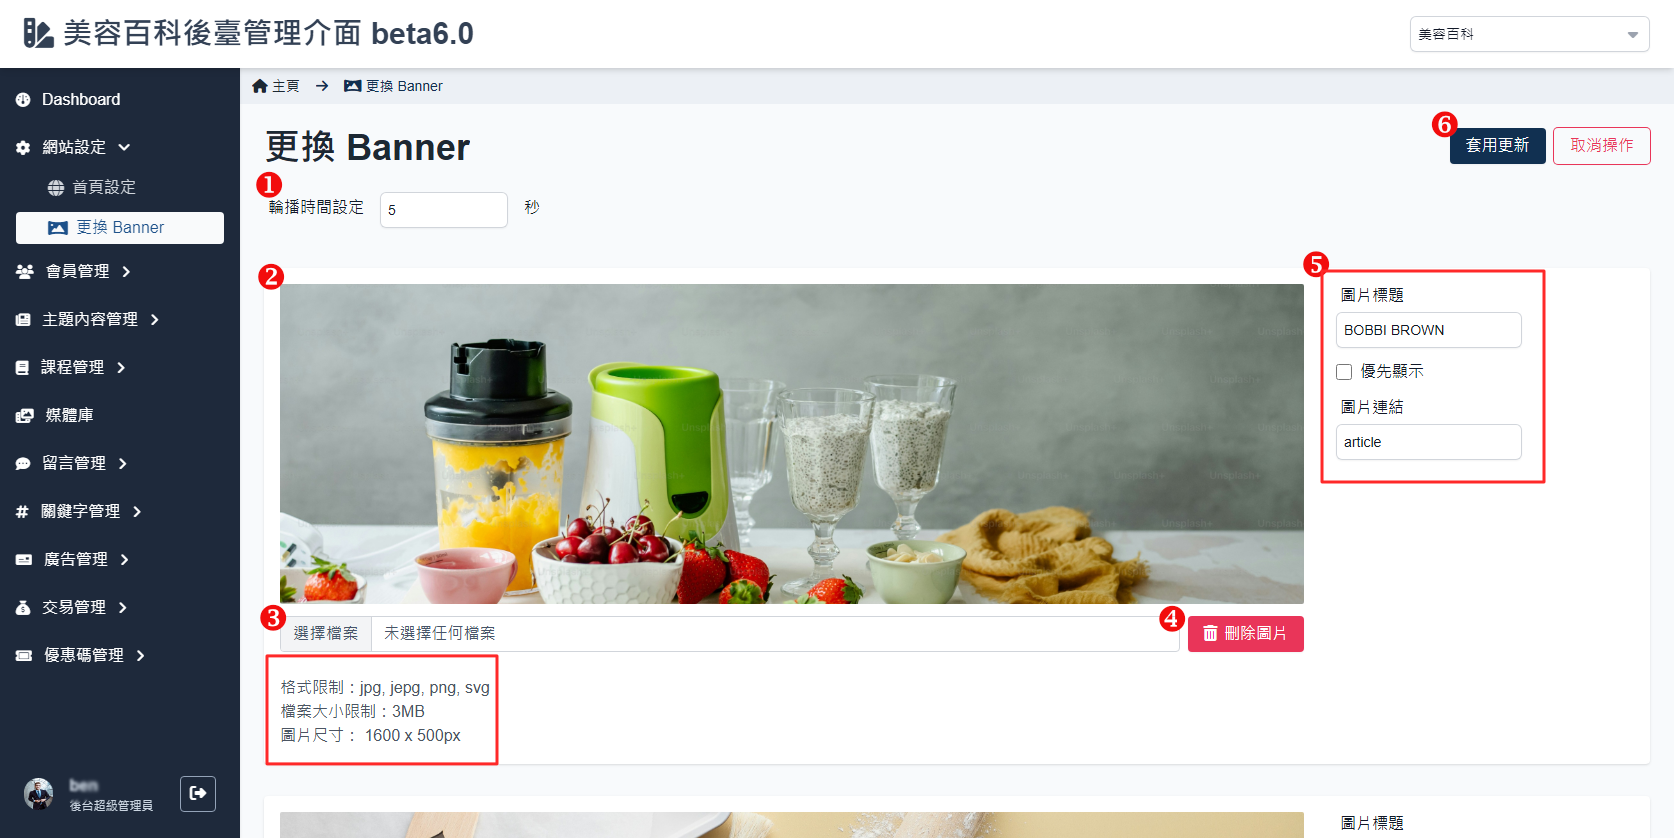 美容百科後臺管理介面 beta6.0
美容百科
Dashboard
網站設定
首頁設定
更換 Banner
會員管理
主題內容管理
課程管理
媒體庫
留言管理
關鍵字管理
廣告管理
交易管理
優惠碼管理
ben
後台超級管理員
主頁 → 更換 Banner
更換 Banner
6
套用更新
取消操作
1
輪播時間設定 5 秒
2
3
選擇檔案 未選擇任何檔案
4
刪除圖片
格式限制：jpg, jepg, png, svg
檔案大小限制：3MB
圖片尺寸： 1600 x 500px
5
圖片標題
BOBBI BROWN
優先顯示
圖片連結
article
圖片標題